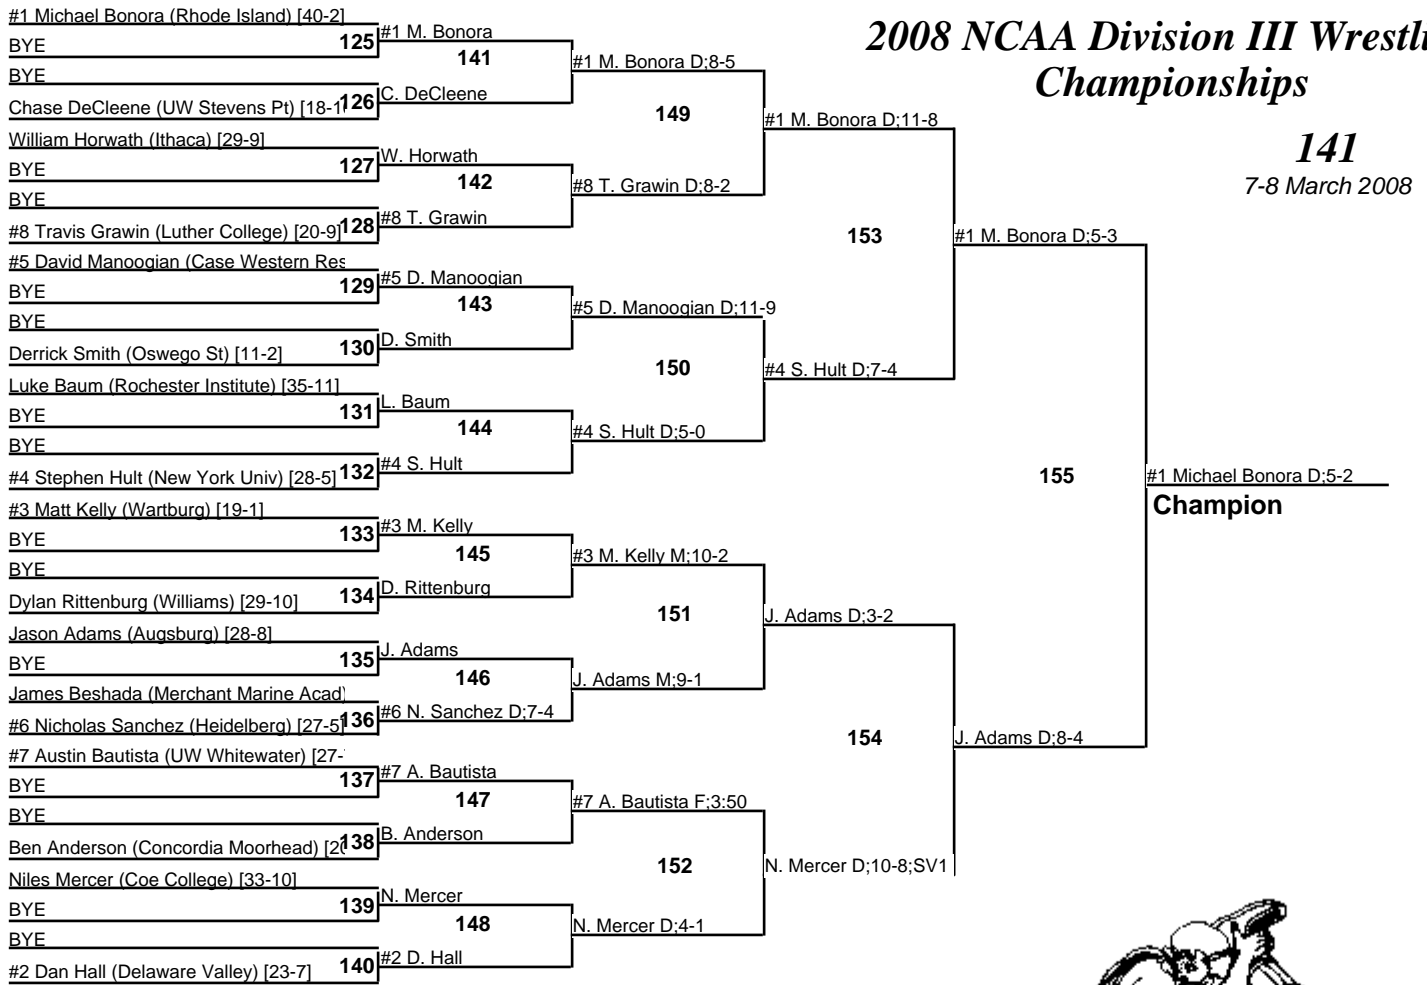 2008 NCAA Division III Wrestli
Championships
141
7-8 March 2008
#1 Michael Bonora (Rhode Island) [40-2]
BYE
125
BYE
Chase DeCleene (UW Stevens Pt) [18-1
126
William Horwath (Ithaca) [29-9]
BYE
127
BYE
#8 Travis Grawin (Luther College) [20-9]
128
#5 David Manoogian (Case Western Res
BYE
129
BYE
Derrick Smith (Oswego St) [11-2]
130
Luke Baum (Rochester Institute) [35-11]
BYE
131
BYE
#4 Stephen Hult (New York Univ) [28-5]
132
#3 Matt Kelly (Wartburg) [19-1]
BYE
133
BYE
Dylan Rittenburg (Williams) [29-10]
134
Jason Adams (Augsburg) [28-8]
BYE
135
James Beshada (Merchant Marine Acad)
#6 Nicholas Sanchez (Heidelberg) [27-5]
136
#7 Austin Bautista (UW Whitewater) [27-
BYE
137
BYE
Ben Anderson (Concordia Moorhead) [20
138
Niles Mercer (Coe College) [33-10]
BYE
139
BYE
#2 Dan Hall (Delaware Valley) [23-7]
140
#1 M. Bonora
141
C. DeCleene
W. Horwath
142
#8 T. Grawin
#5 D. Manoogian
143
D. Smith
L. Baum
144
#4 S. Hult
#3 M. Kelly
145
D. Rittenburg
J. Adams
146
#6 N. Sanchez D;7-4
#7 A. Bautista
147
B. Anderson
N. Mercer
148
#2 D. Hall
#1 M. Bonora D;8-5
149
#8 T. Grawin D;8-2
#5 D. Manoogian D;11-9
150
#4 S. Hult D;5-0
#3 M. Kelly M;10-2
151
J. Adams M;9-1
#7 A. Bautista F;3:50
152
N. Mercer D;4-1
#1 M. Bonora D;11-8
153
#4 S. Hult D;7-4
J. Adams D;3-2
154
N. Mercer D;10-8;SV1
#1 M. Bonora D;5-3
155
J. Adams D;8-4
#1 Michael Bonora D;5-2
Champion